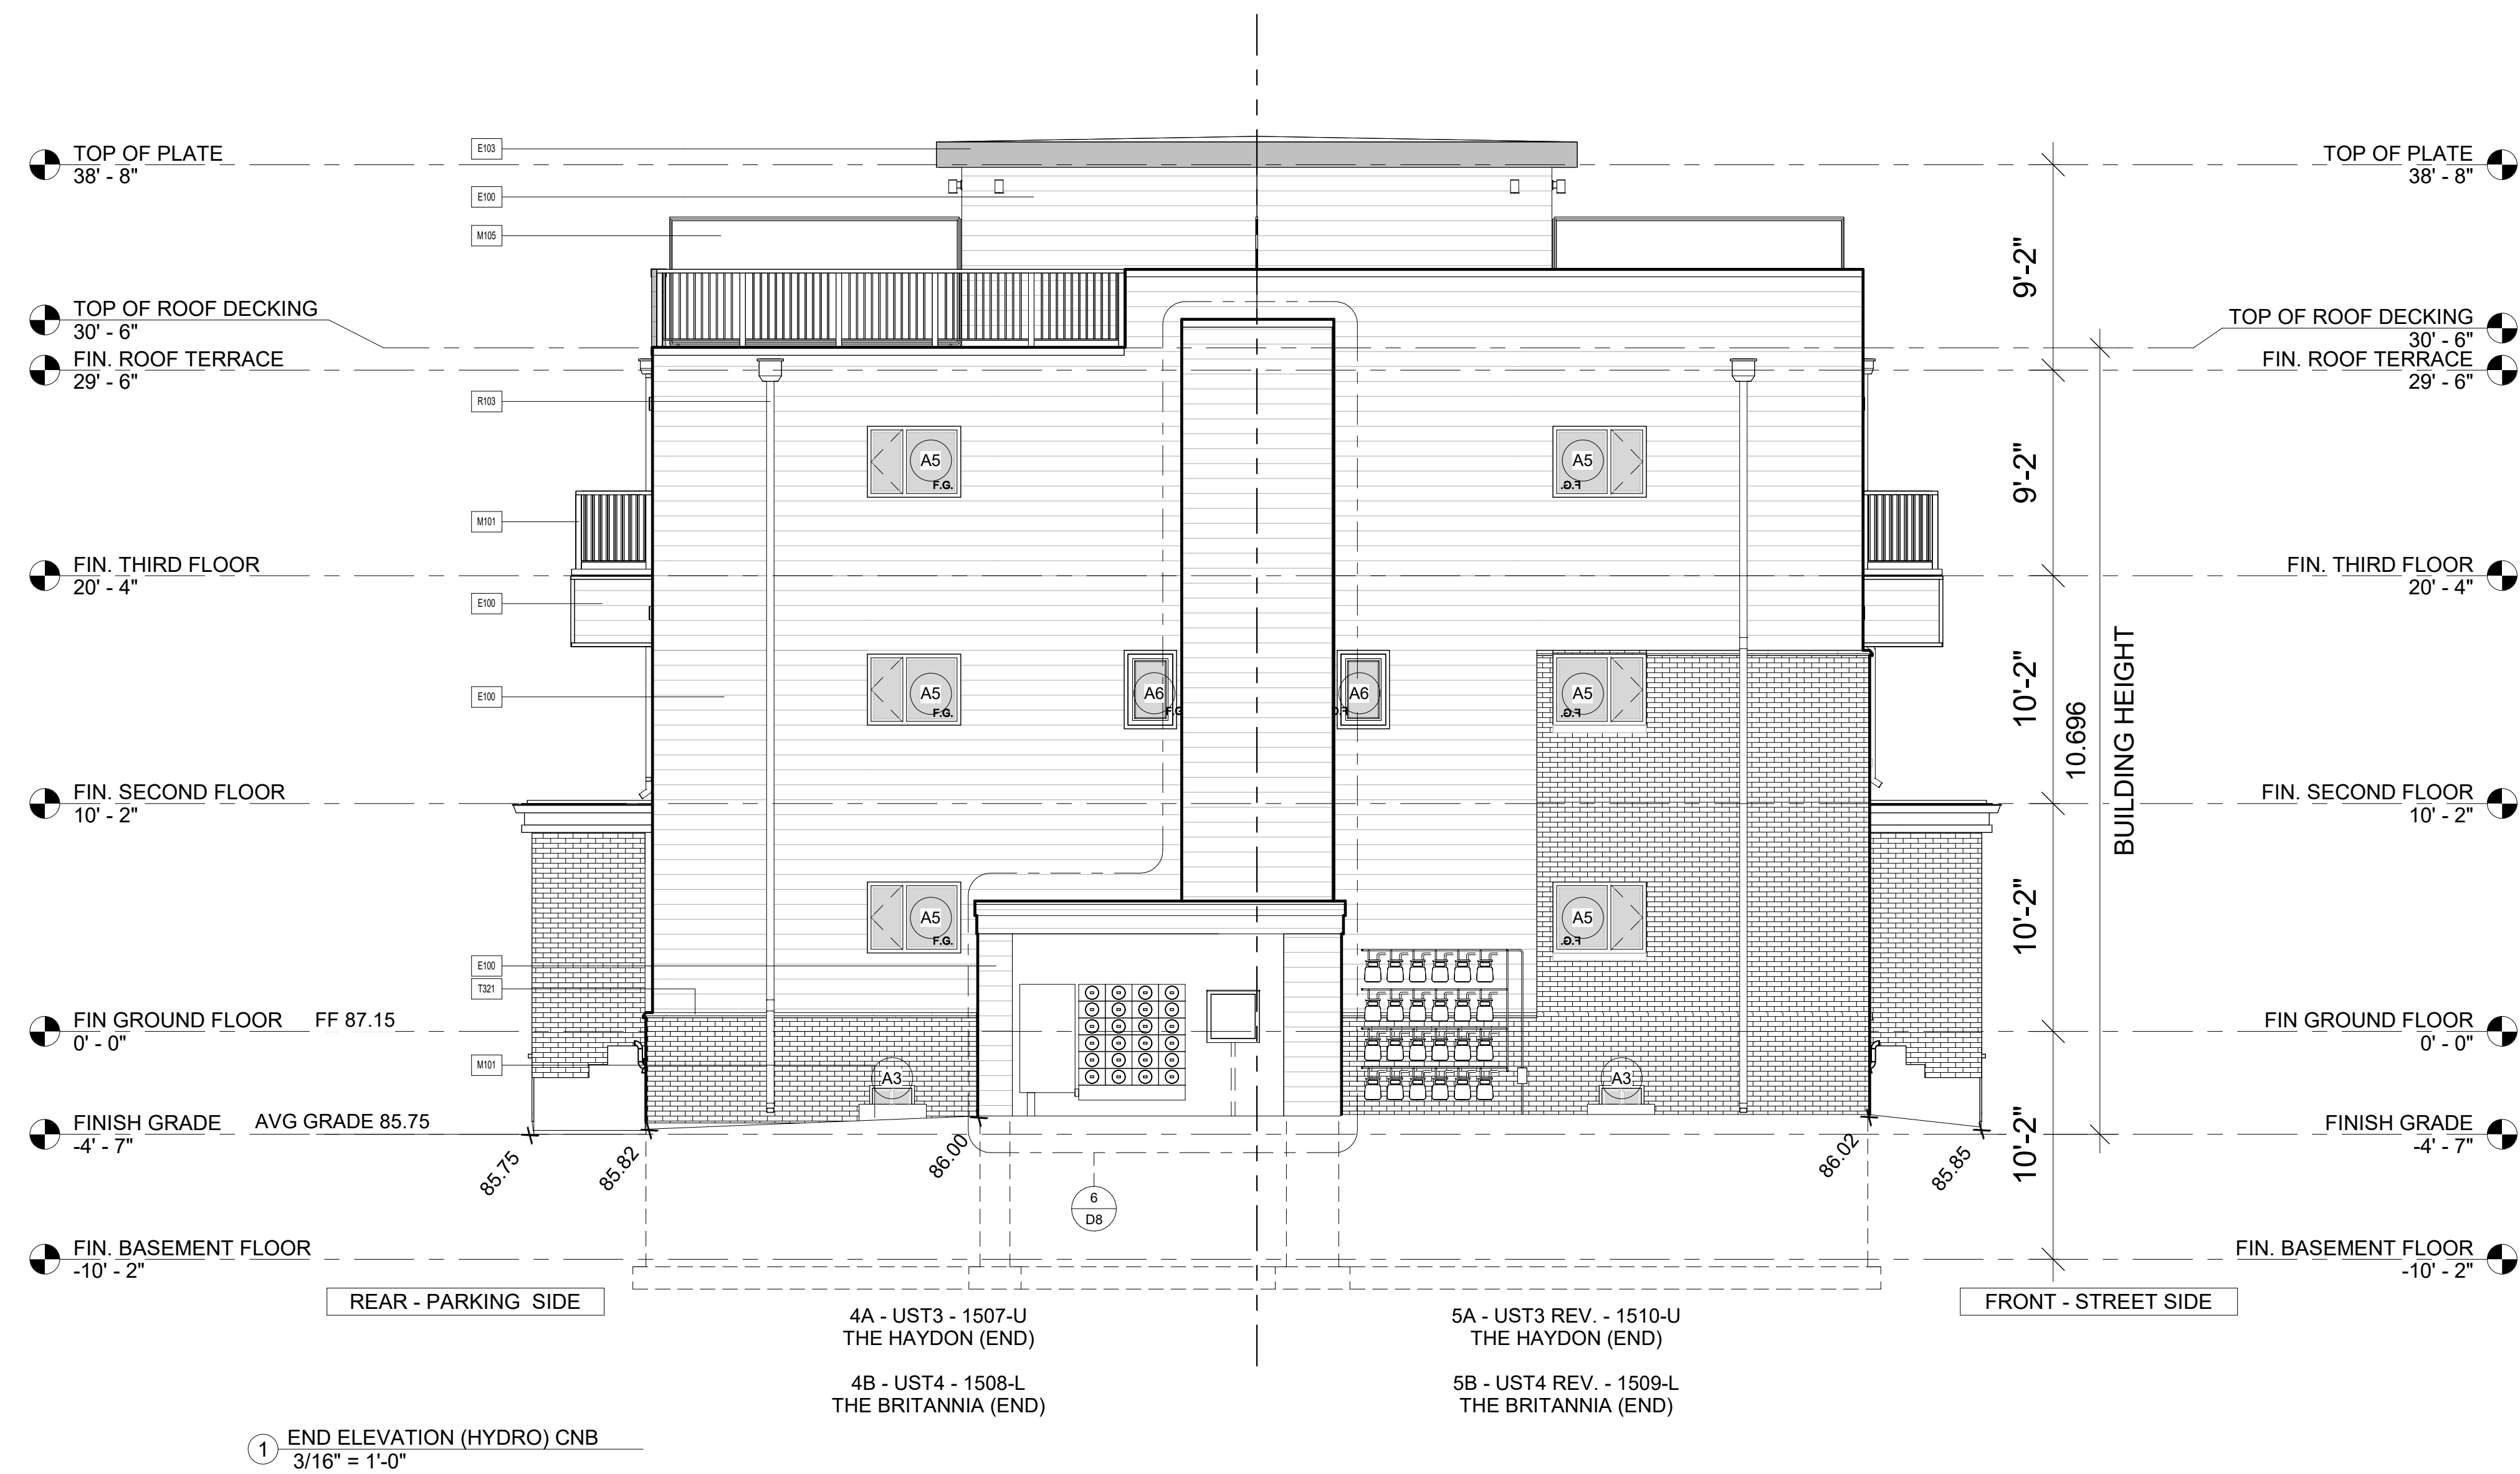 TOP OF PLATE
38' - 8"
TOP OF ROOF DECKING
30' - 6"
FIN. ROOF TERRACE
29' - 6"
FIN. THIRD FLOOR
20' - 4"
FIN. SECOND FLOOR
10' - 2"
FIN GROUND FLOOR FF 87.15
0' - 0"
FINISH GRADE AVG GRADE 85.75
-4' - 7"
FIN. BASEMENT FLOOR
-10' - 2"
REAR - PARKING SIDE
E103
E100
M105
R103
M101
E100
E100
E100
T321
M101
A5
F.G.
A5
F.G.
A5
F.G.
A5
F.G.
A5
F.G.
A5
F.G.
A6
F.G.
A6
F.G.
A3
A3
85.75
85.82
86.00
86.02
85.85
6
D8
9'-2"
9'-2"
10'-2"
10'-2"
10'-2"
10.696
BUILDING HEIGHT
TOP OF PLATE
38' - 8"
TOP OF ROOF DECKING
30' - 6"
FIN. ROOF TERRACE
29' - 6"
FIN. THIRD FLOOR
20' - 4"
FIN. SECOND FLOOR
10' - 2"
FIN GROUND FLOOR
0' - 0"
FINISH GRADE
-4' - 7"
FIN. BASEMENT FLOOR
-10' - 2"
FRONT - STREET SIDE
4A - UST3 - 1507-U
THE HAYDON (END)
4B - UST4 - 1508-L
THE BRITANNIA (END)
5A - UST3 REV. - 1510-U
THE HAYDON (END)
5B - UST4 REV. - 1509-L
THE BRITANNIA (END)
1
END ELEVATION (HYDRO) CNB
3/16" = 1'-0"